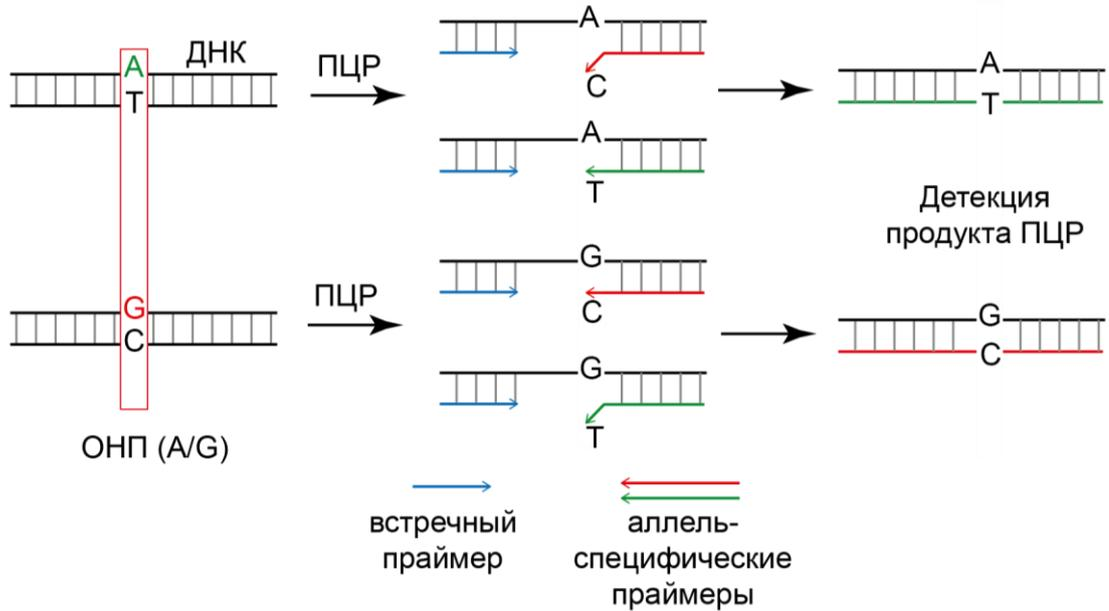 A
ДНК
T
ПЦР
A
C
A
T
A
T
Детекция
продукта ПЦР
G
C
ПЦР
G
C
G
T
G
C
ОНП (A/G)
встречный
праймер
аллель-
специфические
праймеры